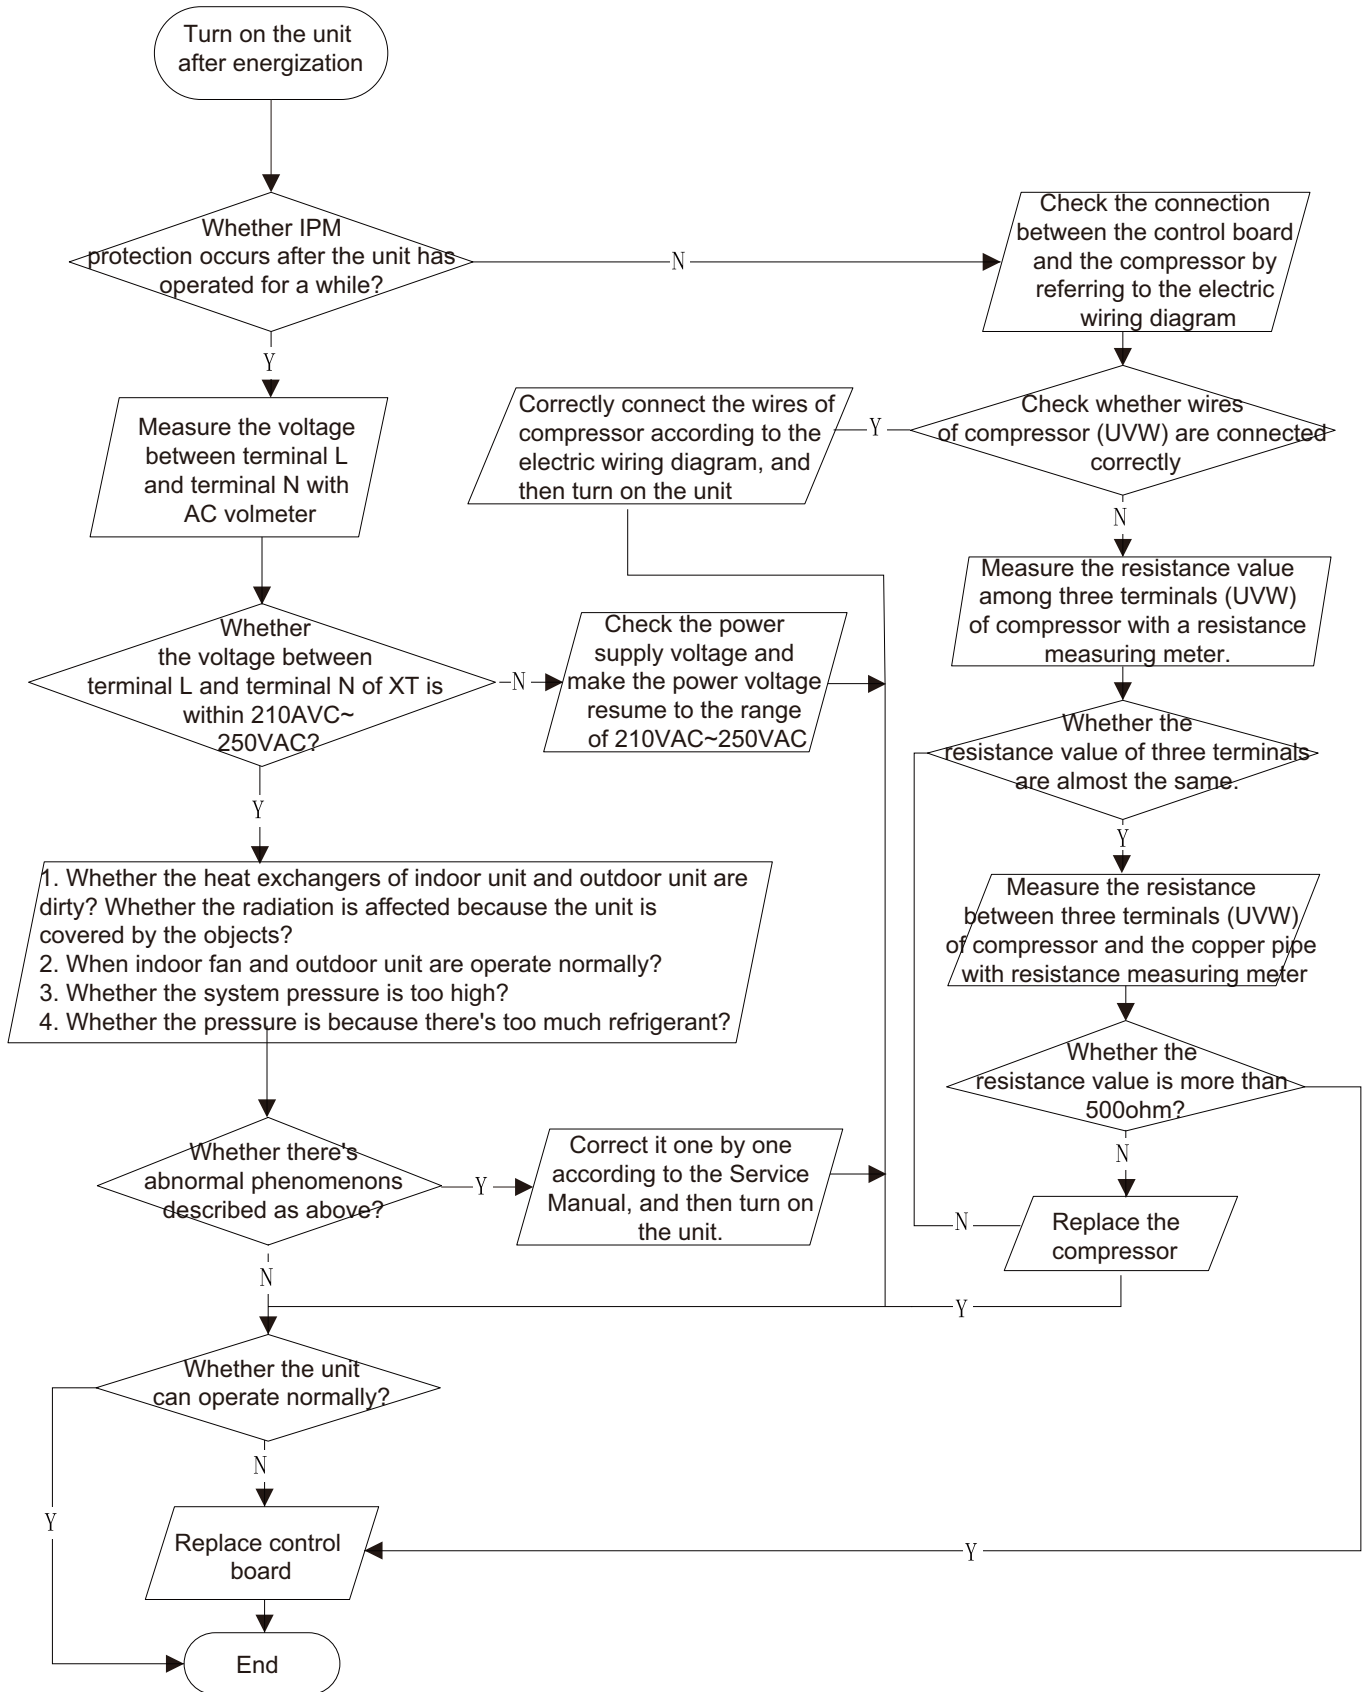 Turn on the unit
after energization
Whether IPM
protection occurs after the unit has
operated for a while?
N
Check the connection
between the control board
and the compressor by
referring to the electric
wiring diagram
Y
Measure the voltage
between terminal L
and terminal N with
AC volmeter
Correctly connect the wires of
compressor according to the
electric wiring diagram, and
then turn on the unit
Y
Check whether wires
of compressor (UVW) are connected
correctly
N
Measure the resistance value
among three terminals (UVW)
of compressor with a resistance
measuring meter.
Whether
the voltage between
terminal L and terminal N of XT is
within 210AVC~
250VAC?
N
Check the power
supply voltage and
make the power voltage
resume to the range
of 210VAC~250VAC
Whether the
resistance value of three terminals
are almost the same.
Y
Y
1. Whether the heat exchangers of indoor unit and outdoor unit are
dirty? Whether the radiation is affected because the unit is
covered by the objects?
2. When indoor fan and outdoor unit are operate normally?
3. Whether the system pressure is too high?
4. Whether the pressure is because there's too much refrigerant?
Measure the resistance
between three terminals (UVW)
of compressor and the copper pipe
with resistance measuring meter
Whether the
resistance value is more than
500ohm?
N
Whether there's
abnormal phenomenons
described as above?
Y
Correct it one by one
according to the Service
Manual, and then turn on
the unit.
N
Replace the
compressor
N
Y
Whether the unit
can operate normally?
N
Y
Replace control
board
Y
End